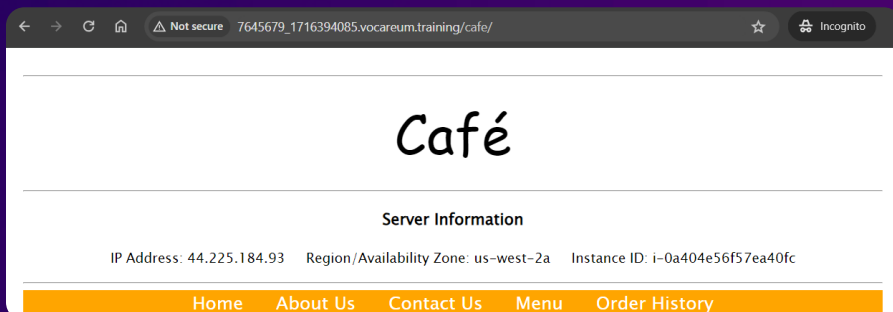 Not secure 7645679_1716394085.vocareum.training/cafe/ Incognito
Café
Server Information
IP Address: 44.225.184.93 Region/Availability Zone: us-west-2a Instance ID: i-0a404e56f57ea40fc
Home About Us Contact Us Menu Order History